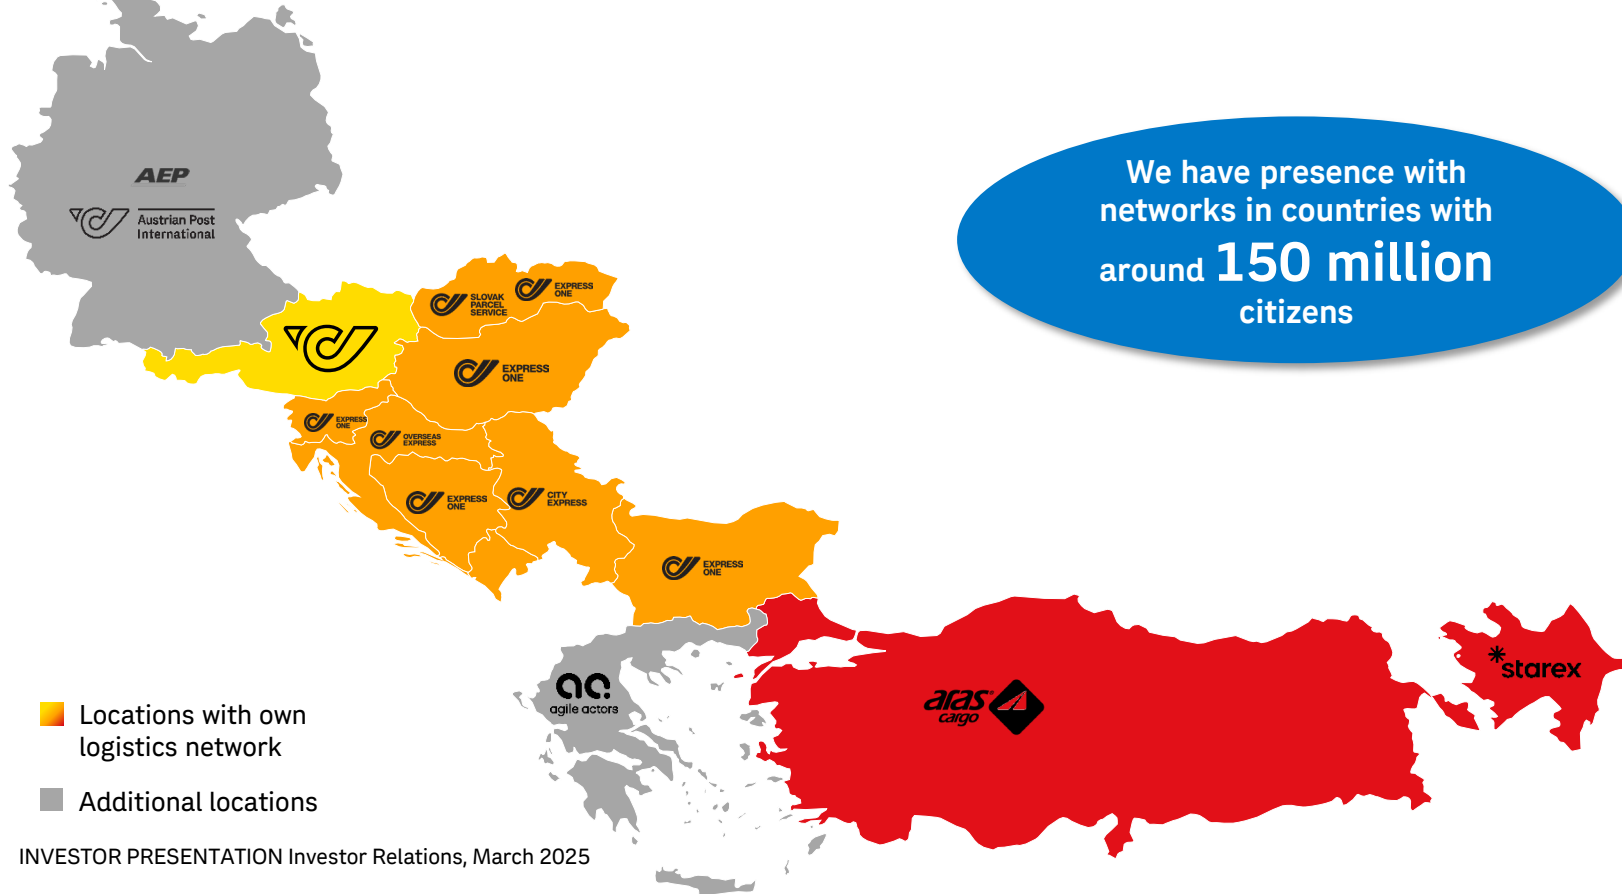 AEP
Austrian Post
International
We have presence with
networks in countries with
around 150 million
citizens
SLOVAK
PARCEL
SERVICE
EXPRESS
ONE
EXPRESS
ONE
EXPRESS
ONE
OVERSEAS
EXPRESS
EXPRESS
ONE
CITY
EXPRESS
EXPRESS
ONE
agile actors
aras
cargo
starex
Locations with own
logistics network
Additional locations
INVESTOR PRESENTATION Investor Relations, March 2025